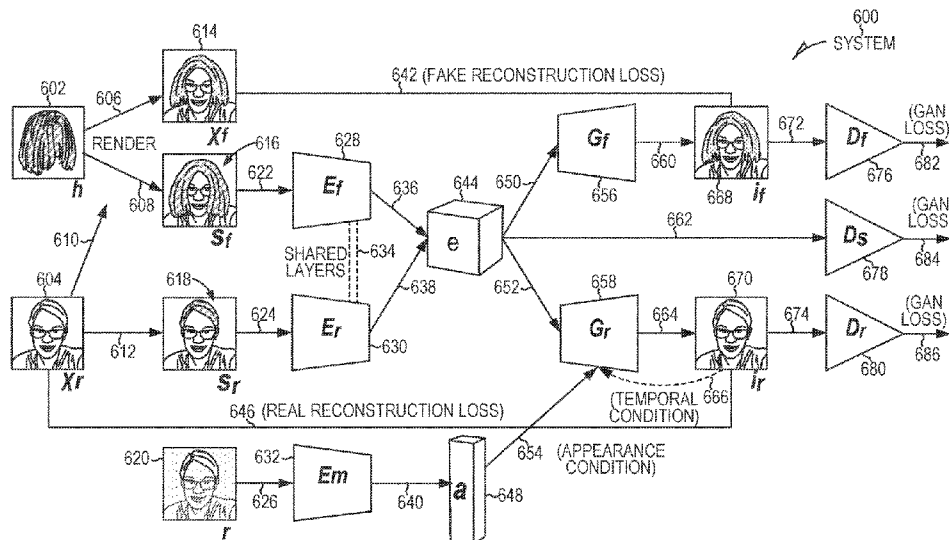 600
SYSTEM
614
642 (FAKE RECONSTRUCTION LOSS)
602
606
RENDER
χf
h
608
616
622
sf
610
628
Ef
636
644
e
634
SHARED LAYERS
638
650
Gf
656
660
668
if
672
Df
676
(GAN LOSS)
682
662
Ds
678
(GAN LOSS)
684
604
612
χr
618
624
sr
Er
630
652
658
Gr
664
670
ir
674
Dr
680
(GAN LOSS)
686
666
(TEMPORAL CONDITION)
646 (REAL RECONSTRUCTION LOSS)
654
(APPEARANCE CONDITION)
620
626
r
632
Em
640
a
648